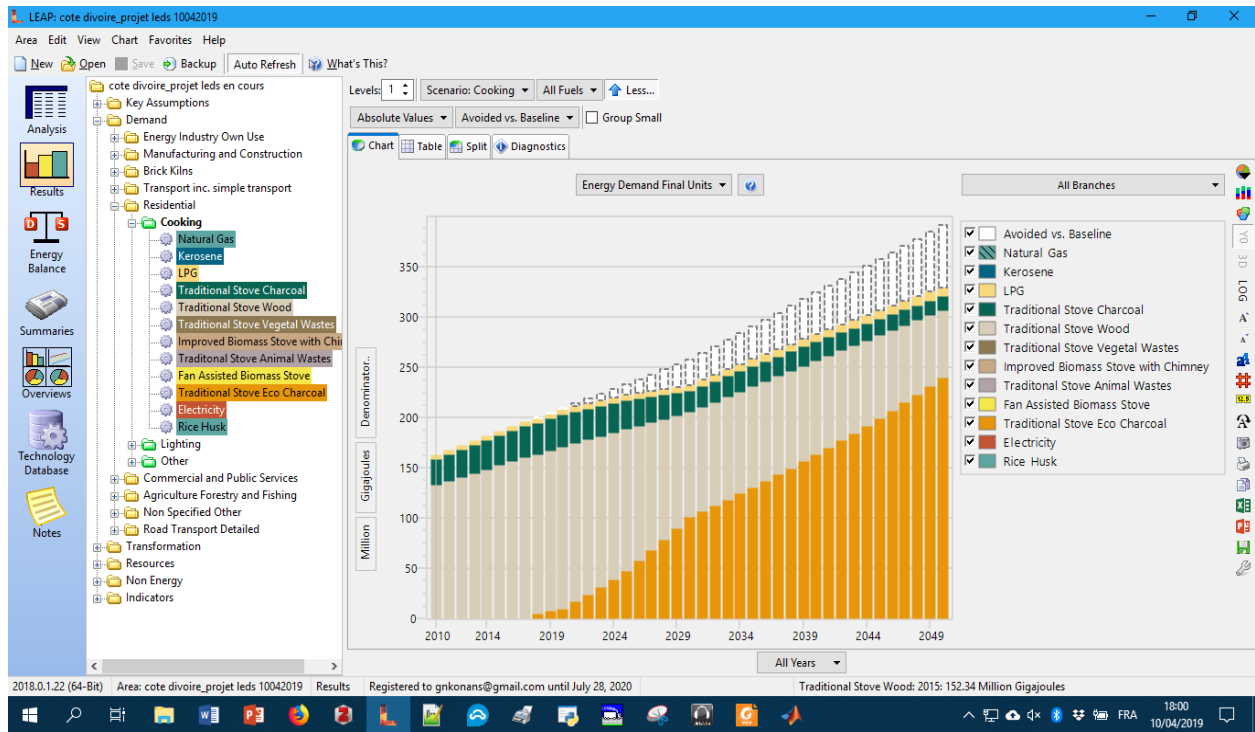 LEAP: cote divoire_projet leds 10042019
Area Edit View Chart Favorites Help
New Open Save Backup Auto Refresh What's This?
Analysis
Results
Energy
Balance
Summaries
Overviews
Technology
Database
Notes
cote divoire_projet leds en cours
Key Assumptions
Demand
Energy Industry Own Use
Manufacturing and Construction
Brick Kilns
Transport inc. simple transport
Residential
Cooking
Natural Gas
Kerosene
LPG
Traditional Stove Charcoal
Traditional Stove Wood
Traditional Stove Vegetal Wastes
Improved Biomass Stove with Chi
Traditonal Stove Animal Wastes
Fan Assisted Biomass Stove
Traditional Stove Eco Charcoal
Electricity
Rice Husk
Lighting
Other
Commercial and Public Services
Agriculture Forestry and Fishing
Non Specified Other
Road Transport Detailed
Transformation
Resources
Non Energy
Indicators
Levels: 1 Scenario: Cooking All Fuels Less...
Absolute Values Avoided vs. Baseline Group Small
Chart Table Split Diagnostics
Energy Demand Final Units
All Branches
Denominator..
Gigajoules
Million
350
300
250
200
150
100
50
0
2010 2014 2019 2024 2029 2034 2039 2044 2049
Avoided vs. Baseline
Natural Gas
Kerosene
LPG
Traditional Stove Charcoal
Traditional Stove Wood
Traditional Stove Vegetal Wastes
Improved Biomass Stove with Chimney
Traditonal Stove Animal Wastes
Fan Assisted Biomass Stove
Traditional Stove Eco Charcoal
Electricity
Rice Husk
Y0
3D
LOG
A
A
12.5
All Years
2018.0.1.22 (64-Bit) Area: cote divoire_projet leds 10042019 Results Registered to gnkonans@gmail.com until July 28, 2020 Traditional Stove Wood: 2015: 152.34 Million Gigajoules
FRA
18:00
10/04/2019